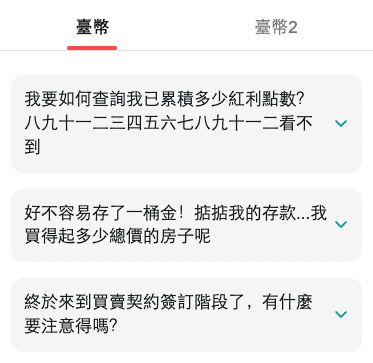 臺幣
臺幣2
我要如何查詢我已累積多少紅利點數?
八九十一二三四五六七八九十一二看不
到
好不容易存了一桶金！掂掂我的存款...我
買得起多少總價的房子呢
終於來到買賣契約簽訂階段了，有什麼
要注意得嗎?